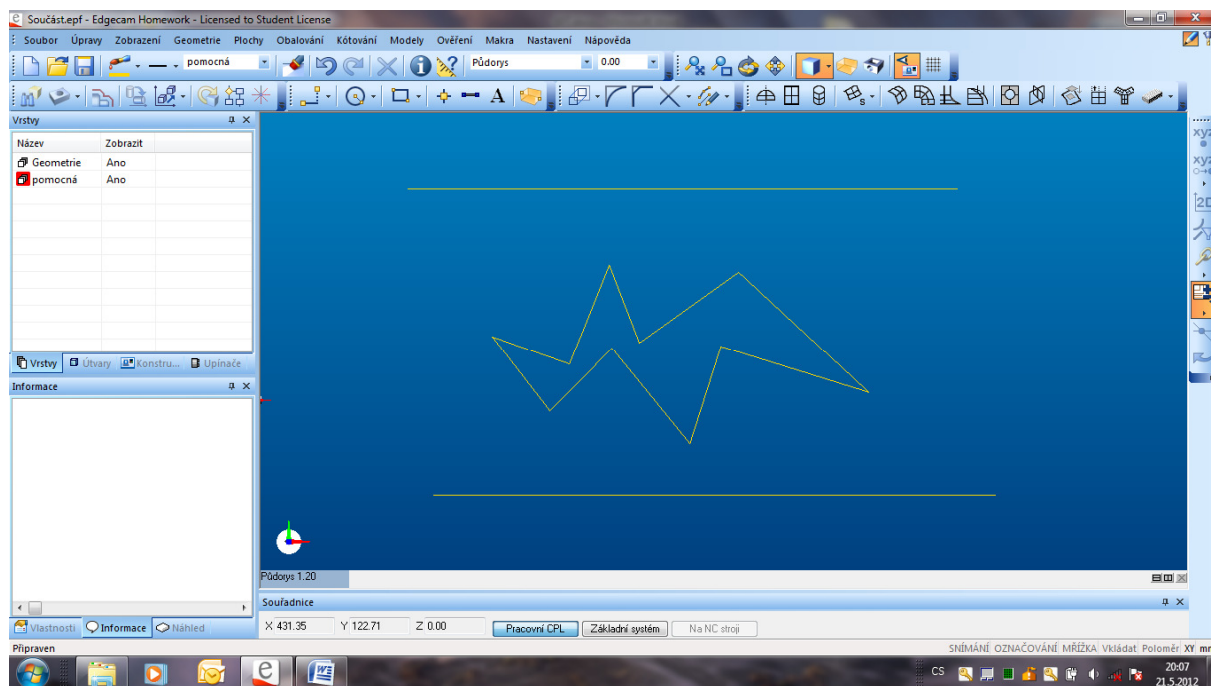 Součást.epf - Edgecam Homework - Licensed to Student License
Soubor Úpravy Zobrazení Geometrie Plochy Obalování Kótování Modely Ověření Makra Nastavení Nápověda
pomocná Půdorys 0.00
Vrstvy
Název Zobrazit
Geometrie Ano
pomocná Ano
Vrstvy Útvary Konstru... Upínače
Informace
Půdorys 1.20
Souřadnice
X 431.35 Y 122.71 Z 0.00 Pracovní CPL Základní systém Na NC stroji
Vlastnosti Informace Náhled
Připraven SNÍMÁNÍ OZNAČOVÁNÍ MŘÍŽKA Vkládat Poloměr XY mm
CS 20:07
21.5.2012